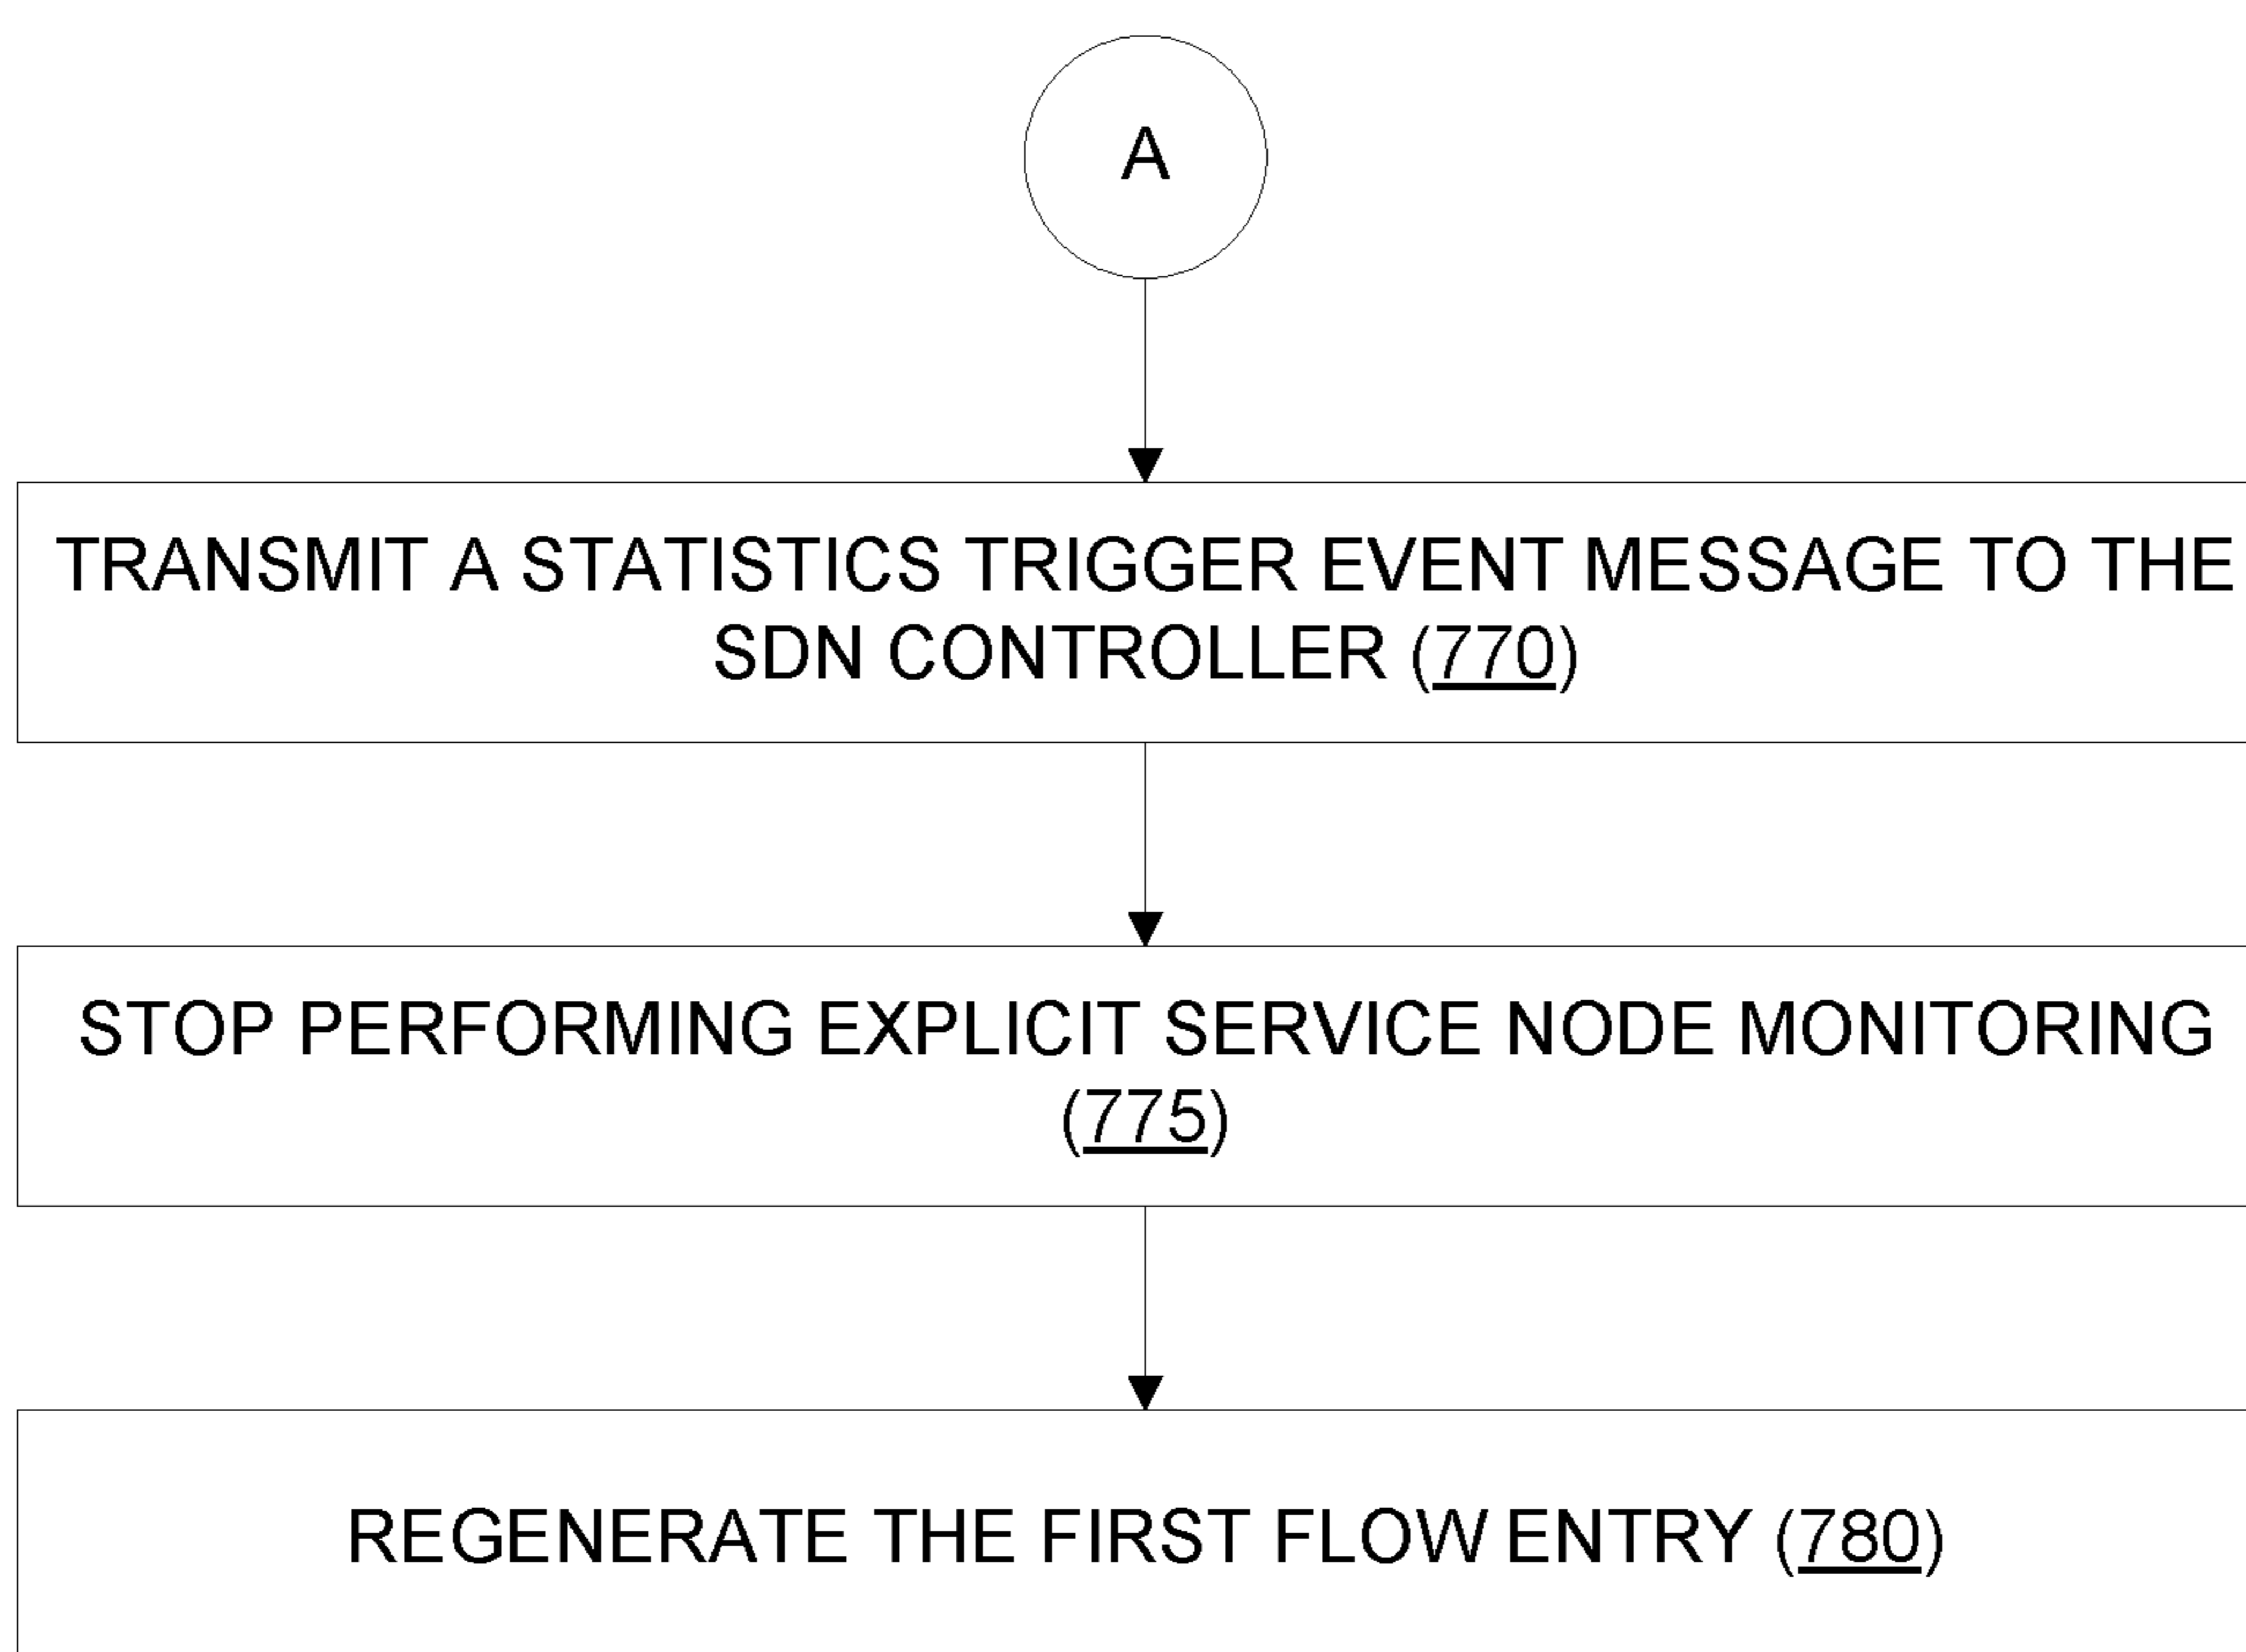 A
TRANSMIT A STATISTICS TRIGGER EVENT MESSAGE TO THE
SDN CONTROLLER (770)
STOP PERFORMING EXPLICIT SERVICE NODE MONITORING
(775)
REGENERATE THE FIRST FLOW ENTRY (780)